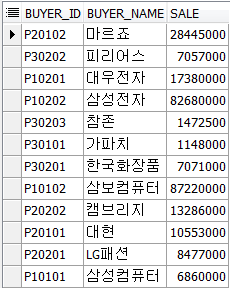 BUYER_ID BUYER_NAME SALE
P20102 마르죠 28445000
P30202 피리어스 7057000
P10201 대우전자 17380000
P10202 삼성전자 82680000
P30203 참존 1472500
P30101 가파치 1148000
P30201 한국화장품 7071000
P10102 삼보컴퓨터 87220000
P20202 캠브리지 13286000
P20101 대현 10553000
P20201 LG패션 8477000
P10101 삼성컴퓨터 6860000